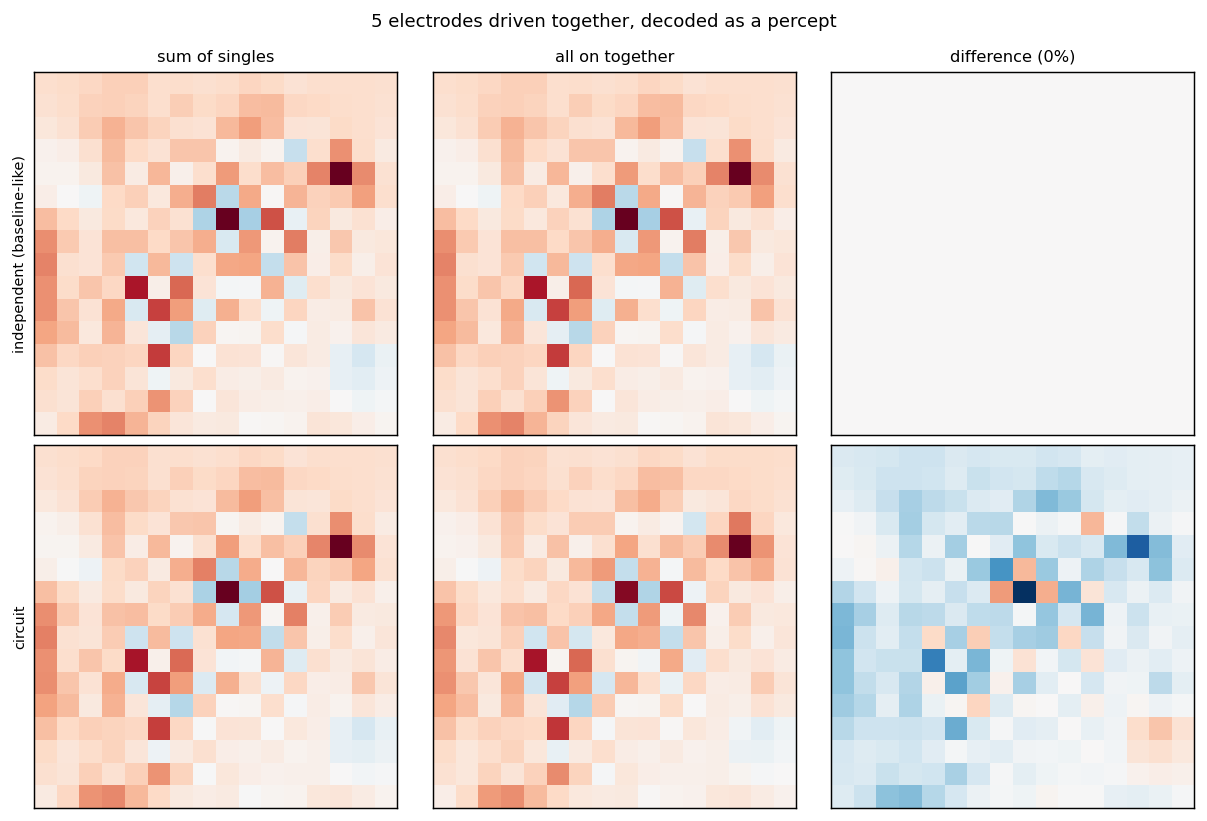 5 electrodes driven together, decoded as a percept
sum of singles
all on together
difference (0%)
independent (baseline-like)
circuit